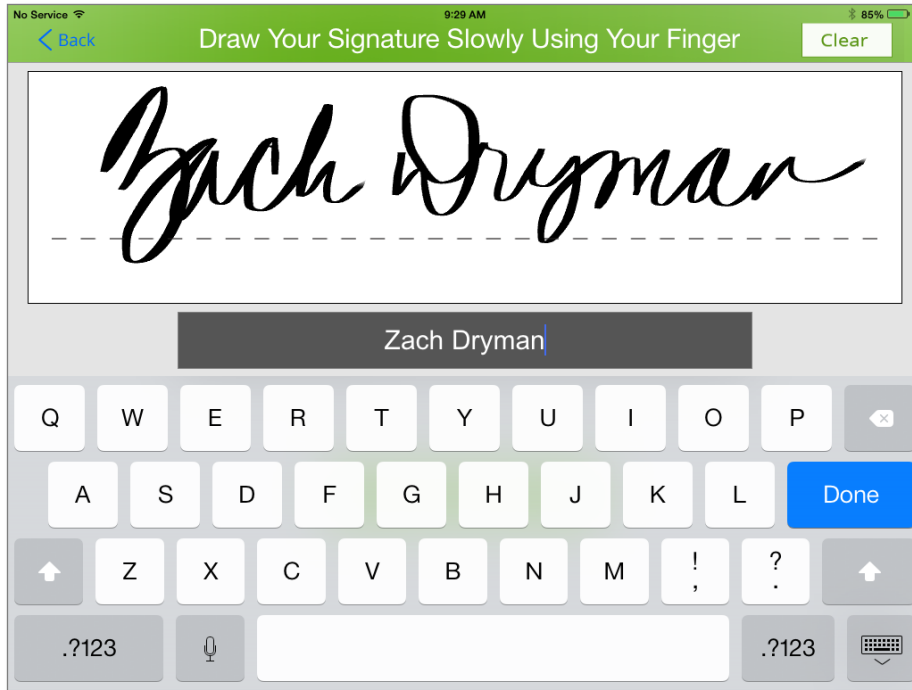 No Service 9:29 AM 85%
Back Draw Your Signature Slowly Using Your Finger Clear
Zach Dryman
Zach Dryman
Q W E R T Y U I O P
A S D F G H J K L Done
Z X C V B N M ! , ? .
.?123 .?123